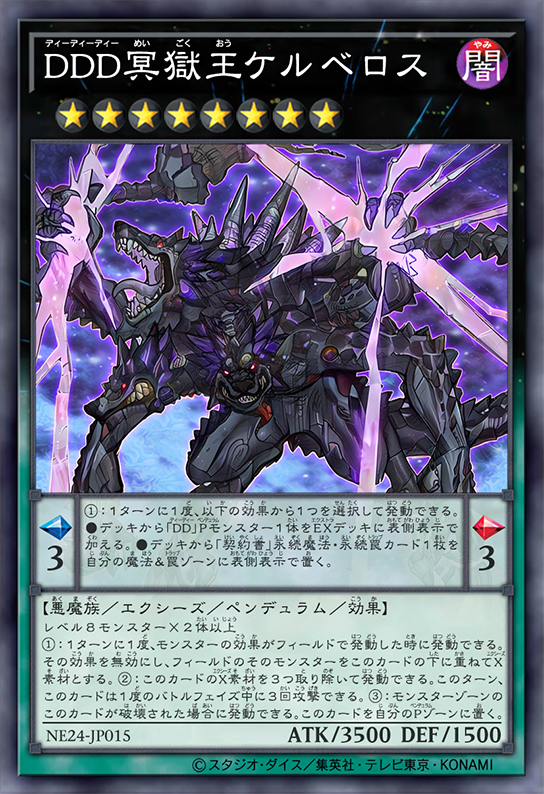 DDD冥獄王ケルベロス
闇
①:1ターンに1度、以下の効果から1つを選択して発動できる。
●デッキから「DD」Pモンスター1体をEXデッキに表側表示で
加える。●デッキから「契約書」永続魔法・永続罠カード1枚を
自分の魔法&罠ゾーンに表側表示で置く。
3
3
【悪魔族/エクシーズ/ペンデュラム/効果】
レベル8モンスター×2体以上
①:1ターンに1度、モンスターの効果がフィールドで発動した時に発動できる。
その効果を無効にし、フィールドのそのモンスターをこのカードの下に重ねてX
素材とする。②:このカードのX素材を3つ取り除いて発動できる。このターン、
このカードは1度のバトルフェイズ中に3回攻撃できる。③:モンスターゾーンの
このカードが破壊された場合に発動できる。このカードを自分のPゾーンに置く。
NE24-JP015 ATK/3500 DEF/1500
©スタジオ・ダイス/集英社・テレビ東京・KONAMI